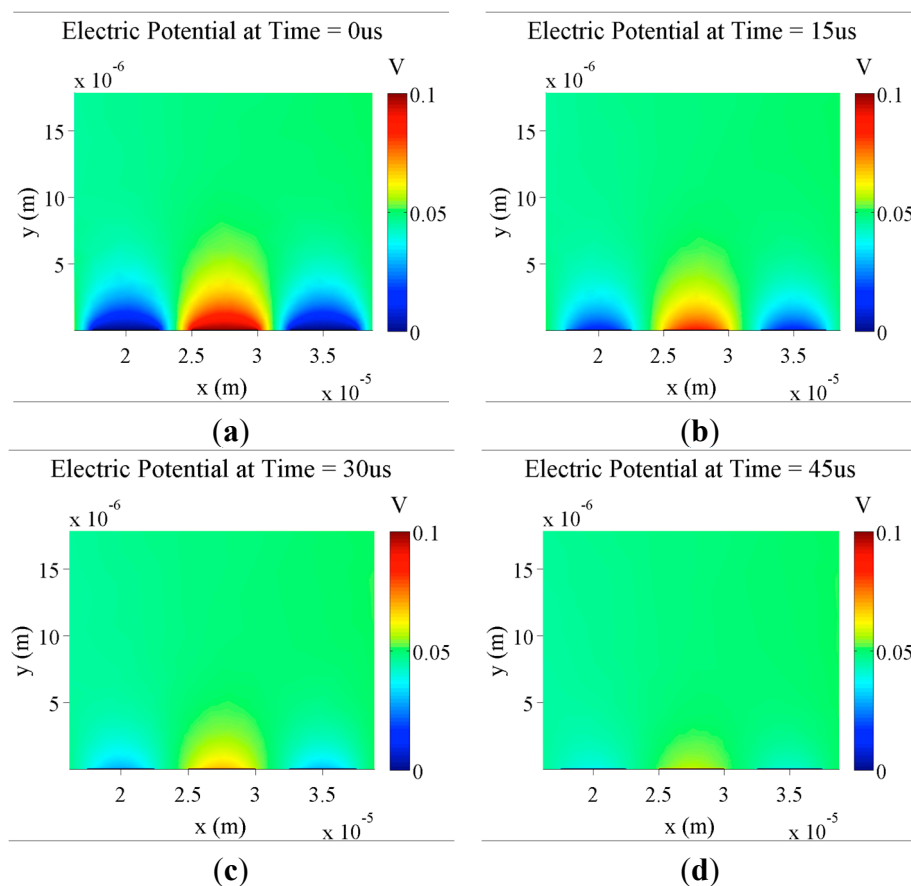 Electric Potential at Time = 0us
x 10^-6
V
0.1
0.05
0
15
10
5
y (m)
2 2.5 3 3.5
x (m)
x 10^-5
(a)
Electric Potential at Time = 15us
x 10^-6
V
0.1
0.05
0
15
10
5
y (m)
2 2.5 3 3.5
x (m)
x 10^-5
(b)
Electric Potential at Time = 30us
x 10^-6
V
0.1
0.05
0
15
10
5
y (m)
2 2.5 3 3.5
x (m)
x 10^-5
(c)
Electric Potential at Time = 45us
x 10^-6
V
0.1
0.05
0
15
10
5
y (m)
2 2.5 3 3.5
x (m)
x 10^-5
(d)